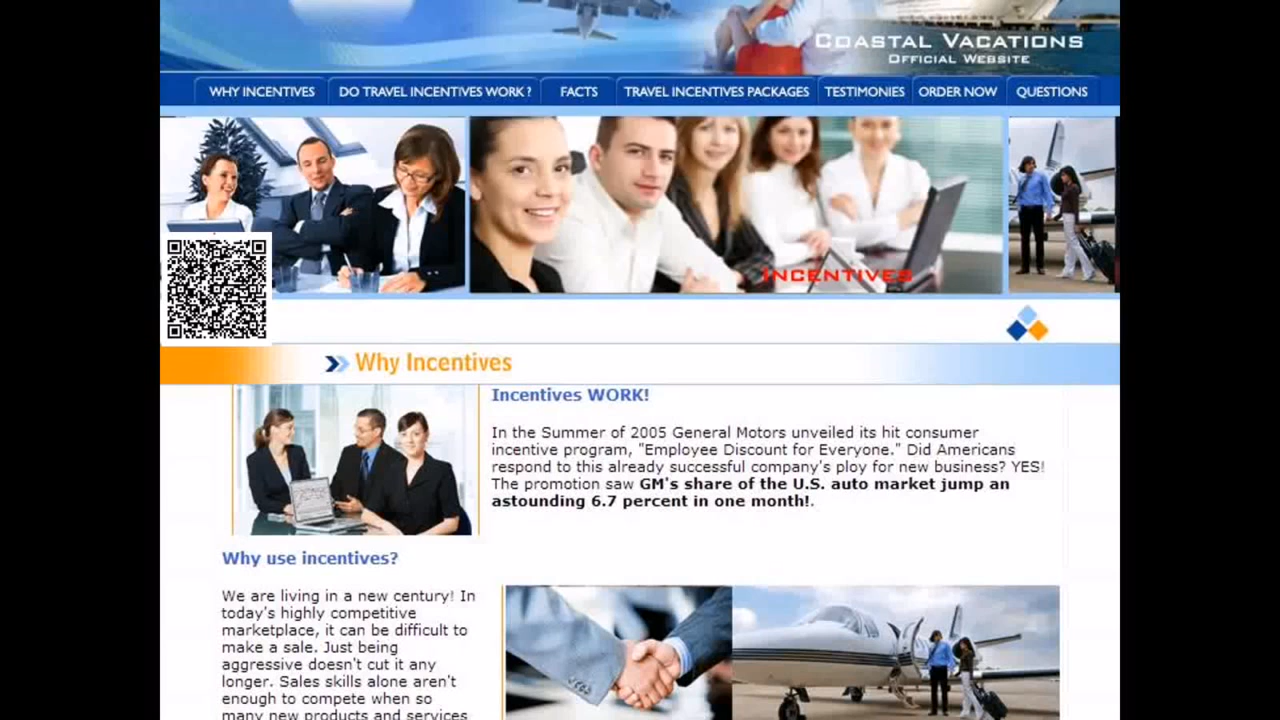 COASTAL VACATIONS
OFFICIAL WEBSITE
WHY INCENTIVES
DO TRAVEL INCENTIVES WORK ?
FACTS
TRAVEL INCENTIVES PACKAGES
TESTIMONIES
ORDER NOW
QUESTIONS
INCENTIVES
Why Incentives
Incentives WORK!
In the Summer of 2005 General Motors unveiled its hit consumer
incentive program, "Employee Discount for Everyone." Did Americans
respond to this already successful company's ploy for new business? YES!
The promotion saw GM's share of the U.S. auto market jump an
astounding 6.7 percent in one month!.
Why use incentives?
We are living in a new century! In
today's highly competitive
marketplace, it can be difficult to
make a sale. Just being
aggressive doesn't cut it any
longer. Sales skills alone aren't
enough to compete when so
many new products and services